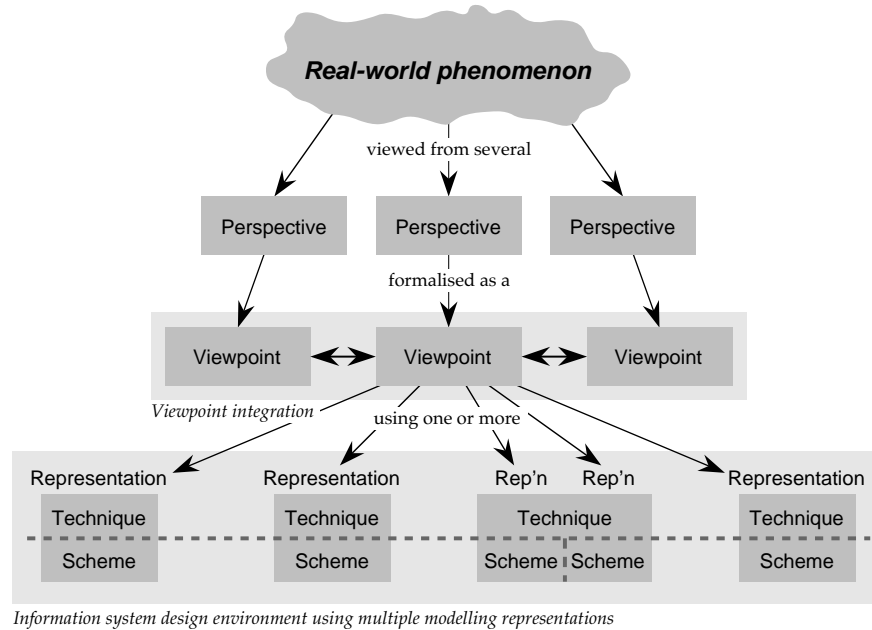 Real-world phenomenon
viewed from several
Perspective Perspective Perspective
formalised as a
Viewpoint Viewpoint Viewpoint
Viewpoint integration
using one or more
Representation Representation Rep'n Rep'n Representation
Technique Technique Technique Technique
Scheme Scheme Scheme Scheme Scheme
Information system design environment using multiple modelling representations